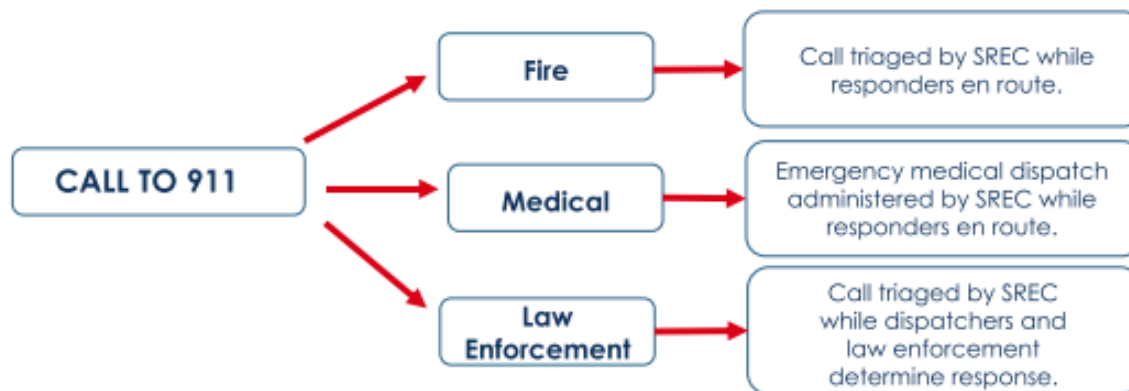 Fire
Call triaged by SREC while
responders en route.
CALL TO 911
Medical
Emergency medical dispatch
administered by SREC while
responders en route.
Law
Enforcement
Call triaged by SREC
while dispatchers and
law enforcement
determine response.